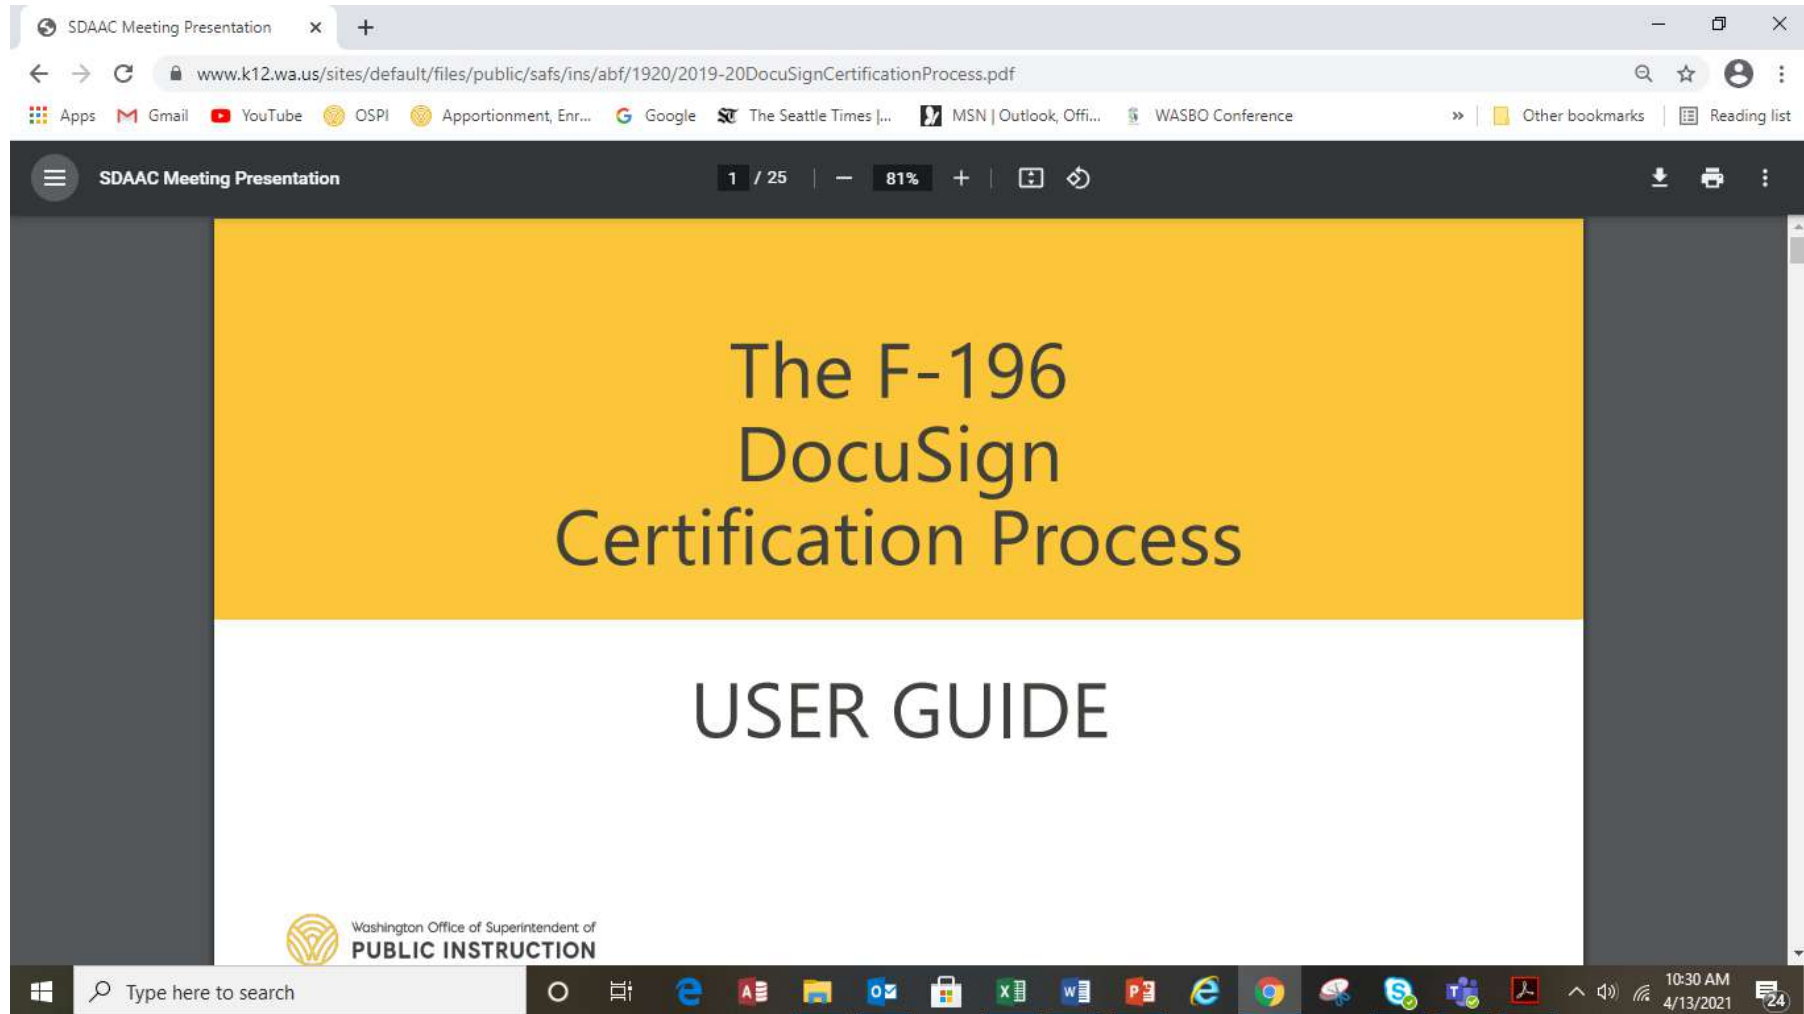 SDAAC Meeting Presentation
www.k12.wa.us/sites/default/files/public/safs/ins/abf/1920/2019-20DocuSignCertificationProcess.pdf
Apps Gmail YouTube OSPI Apportionment, Enr... Google The Seattle Times |... MSN | Outlook, Offi... WASBO Conference » Other bookmarks Reading list
SDAAC Meeting Presentation 1 / 25 81%
The F-196
DocuSign
Certification Process
USER GUIDE
Washington Office of Superintendent of
PUBLIC INSTRUCTION
Type here to search
10:30 AM
4/13/2021
24